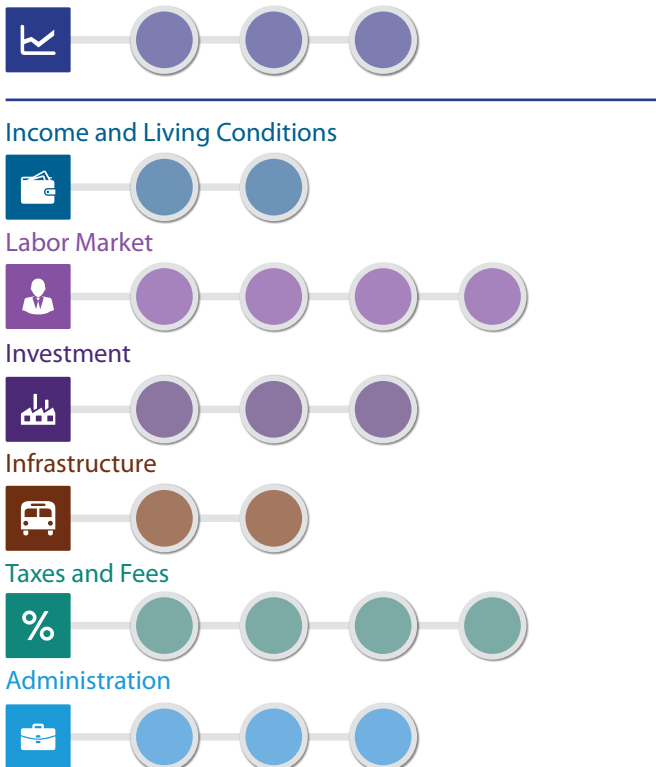 Income and Living Conditions
Labor Market
Investment
Infrastructure
Taxes and Fees
%
Administration